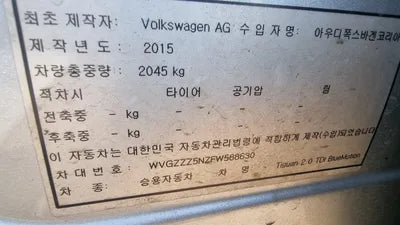 최초 제작자: Volkswagen AG 수 입 자 명: 아우디폭스바겐코리아
제작년도: 2015
차량총중량: 2045 kg
적차시 타이어 공기압 림
전축중 - kg
후축중 - kg
이 자동차는 대한민국 자동차관리법령에 적합하게 제작(수입)되었
차대번호: WVGZZZ5NZFW588630
차 종: 승용자동차 차 명: Tiguan 2.0 TDI BlueMotion